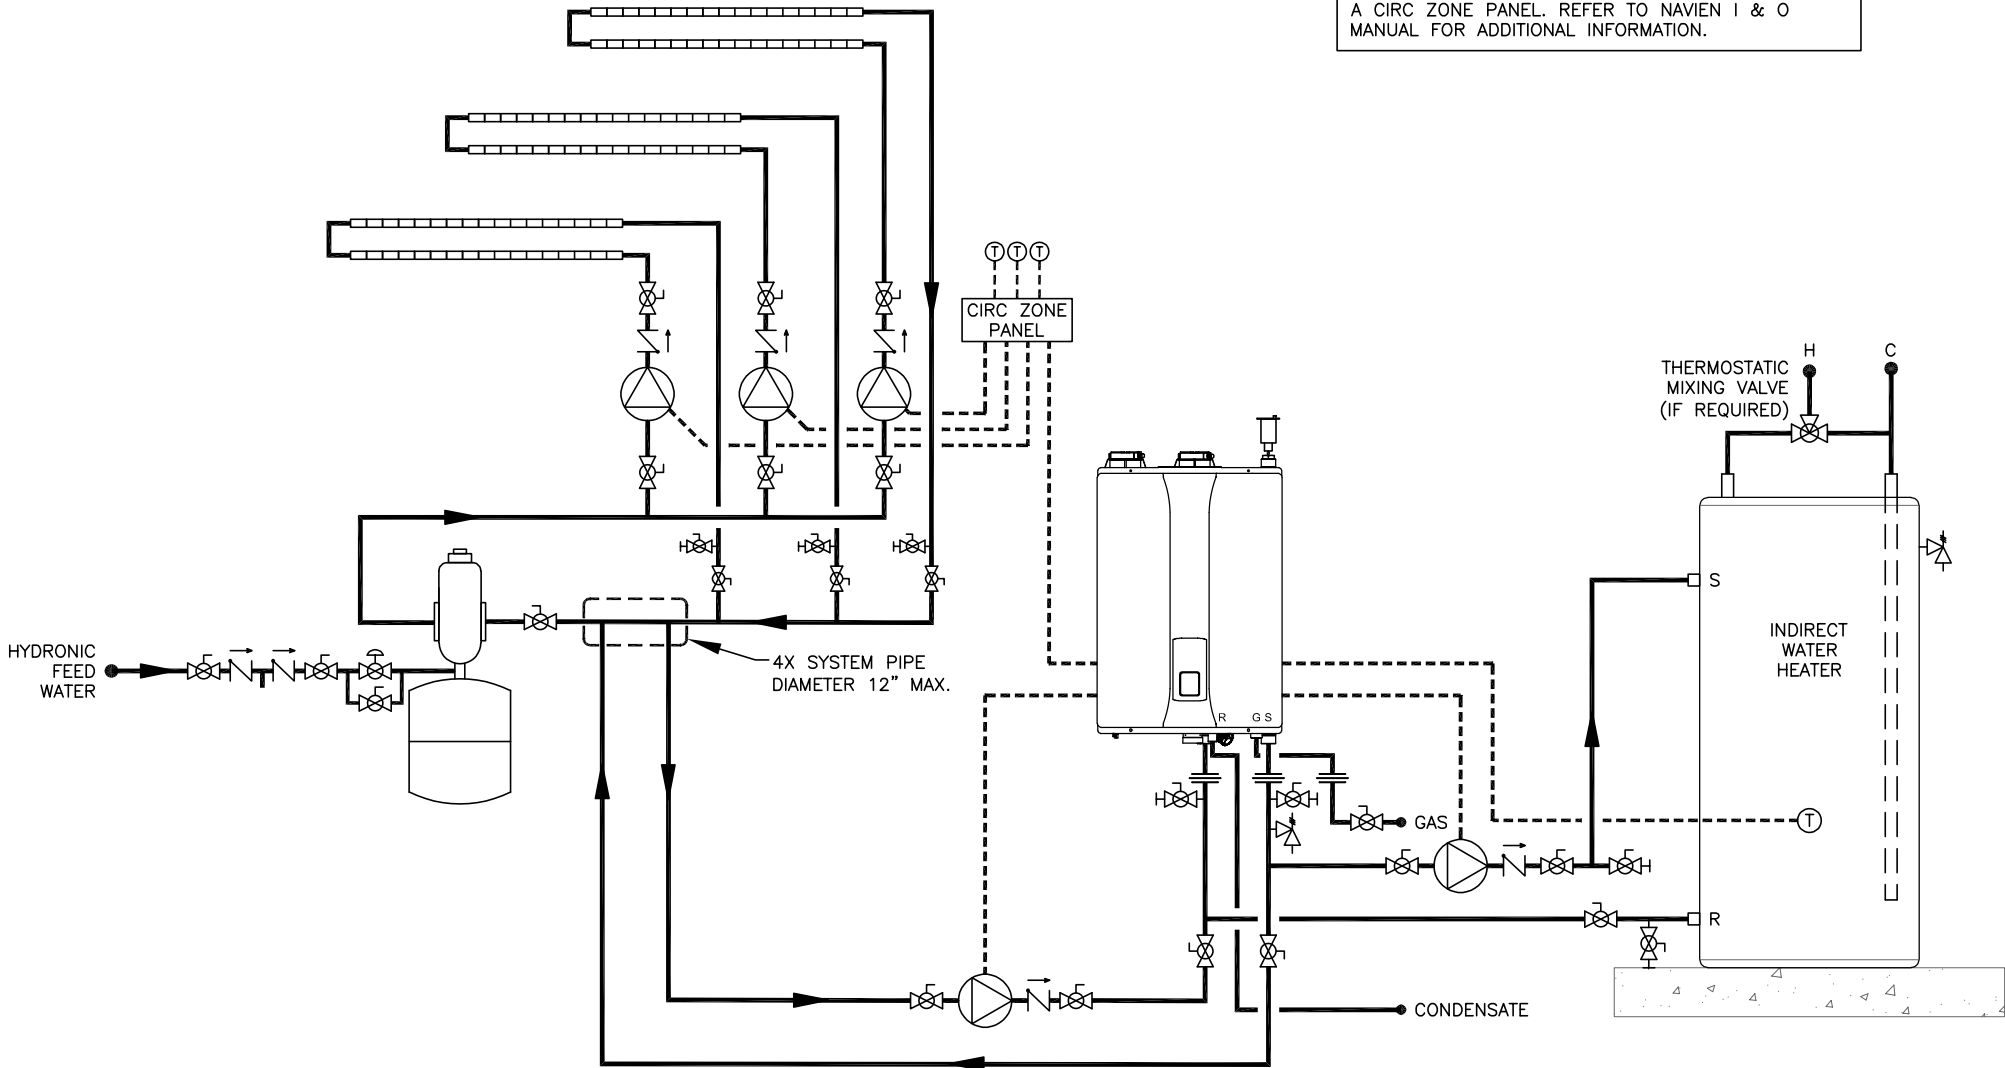 A CIRC ZONE PANEL. REFER TO NAVIEN I & O
MANUAL FOR ADDITIONAL INFORMATION.
T T T
CIRC ZONE
PANEL
H
C
THERMOSTATIC
MIXING VALVE
(IF REQUIRED)
S
INDIRECT
WATER
HEATER
HYDRONIC
FEED
WATER
4X SYSTEM PIPE
DIAMETER 12" MAX.
R G S
GAS
T
R
CONDENSATE